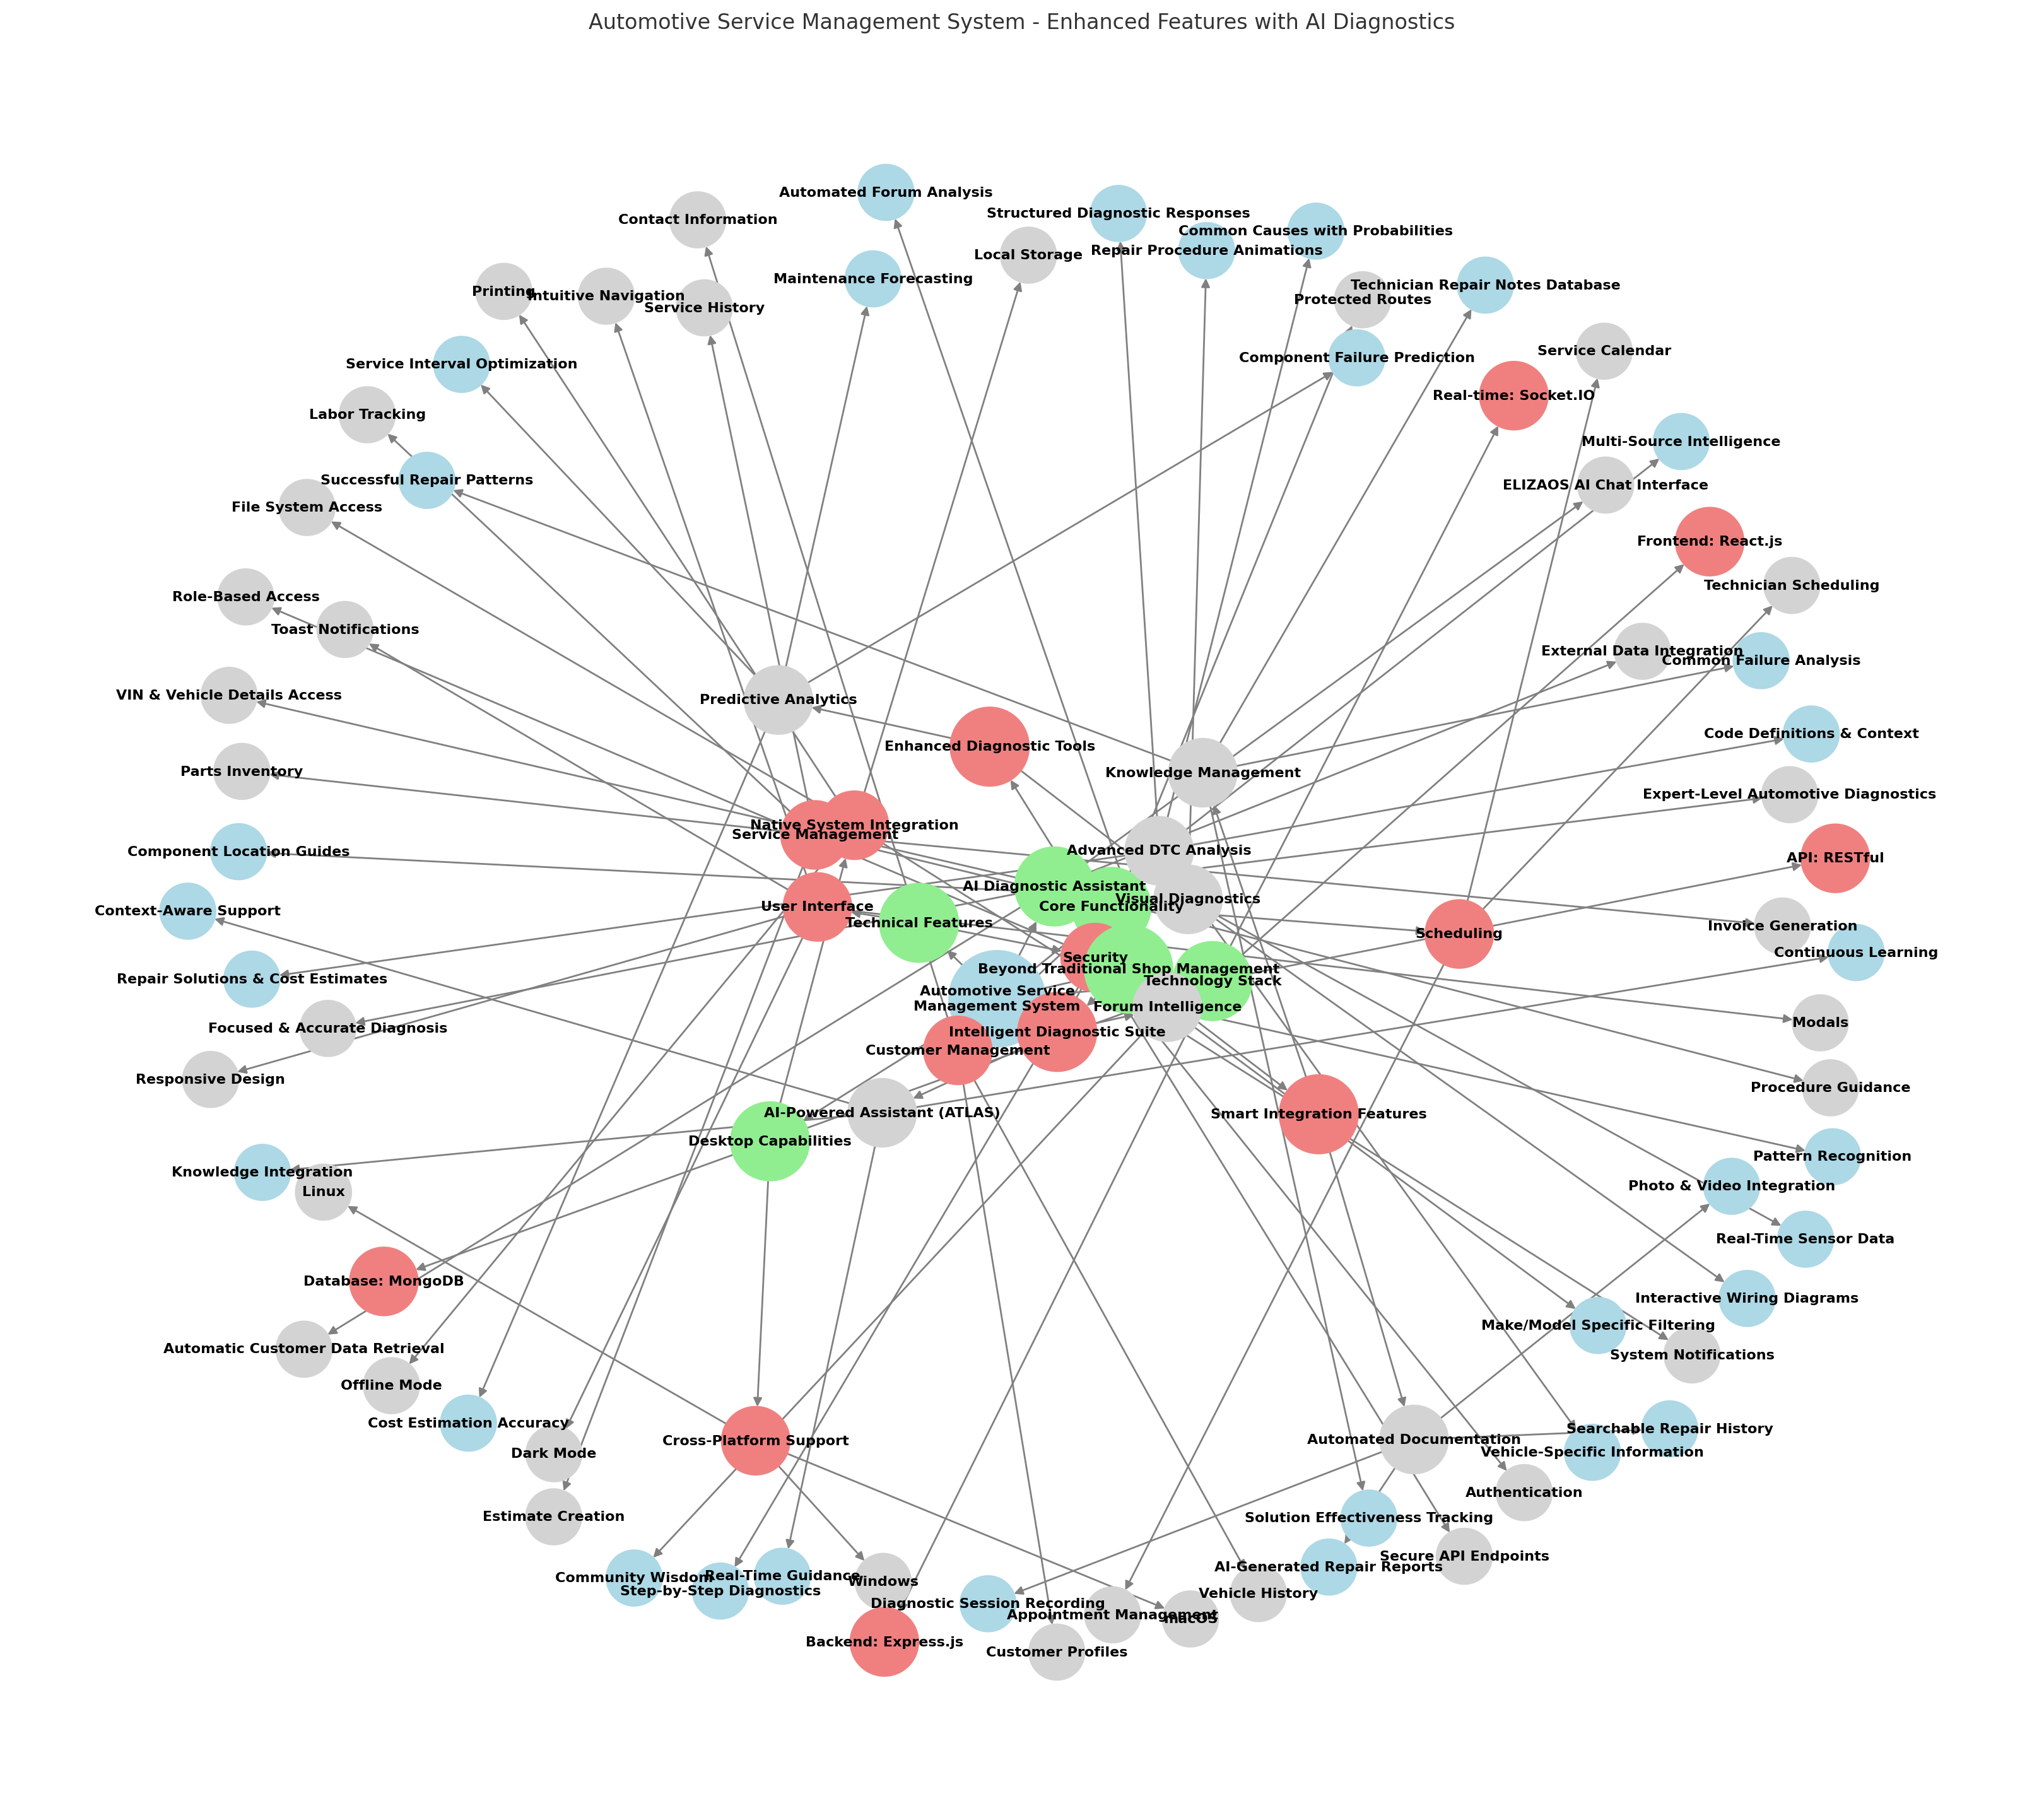 Automotive Service Management System - Enhanced Features with AI Diagnostics
Automated Forum Analysis
Contact Information
Structured Diagnostic Responses
Common Causes with Probabilities
Repair Procedure Animations
Local Storage
Maintenance Forecasting
Technician Repair Notes Database
Printing
Intuitive Navigation
Protected Routes
Service History
Service Calendar
Component Failure Prediction
Service Interval Optimization
Real-time: Socket.IO
Labor Tracking
Multi-Source Intelligence
Successful Repair Patterns
ELIZAOS AI Chat Interface
File System Access
Frontend: React.js
Technician Scheduling
Role-Based Access
Toast Notifications
External Data Integration
Common Failure Analysis
VIN & Vehicle Details Access
Predictive Analytics
Code Definitions & Context
Enhanced Diagnostic Tools
Parts Inventory
Knowledge Management
Expert-Level Automotive Diagnostics
Native System Integration
Service Management
Component Location Guides
Advanced DTC Analysis
API: RESTful
AI Diagnostic Assistant
Visual Diagnostics
Context-Aware Support
User Interface
Core Functionality
Technical Features
Invoice Generation
Scheduling
Continuous Learning
Security
Beyond Traditional Shop Management
Repair Solutions & Cost Estimates
Technology Stack
Automotive Service
Management System
Forum Intelligence
Modals
Focused & Accurate Diagnosis
Intelligent Diagnostic Suite
Customer Management
Responsive Design
Procedure Guidance
AI-Powered Assistant (ATLAS)
Smart Integration Features
Desktop Capabilities
Pattern Recognition
Knowledge Integration
Photo & Video Integration
Linux
Real-Time Sensor Data
Database: MongoDB
Interactive Wiring Diagrams
Make/Model Specific Filtering
Automatic Customer Data Retrieval
System Notifications
Offline Mode
Cost Estimation Accuracy
Searchable Repair History
Cross-Platform Support
Automated Documentation
Dark Mode
Vehicle-Specific Information
Authentication
Estimate Creation
Solution Effectiveness Tracking
Secure API Endpoints
AI-Generated Repair Reports
Community Wisdom
Real-Time Guidance
Windows
Step-by-Step Diagnostics
Vehicle History
Diagnostic Session Recording
Appointment Management
macOS
Backend: Express.js
Customer Profiles